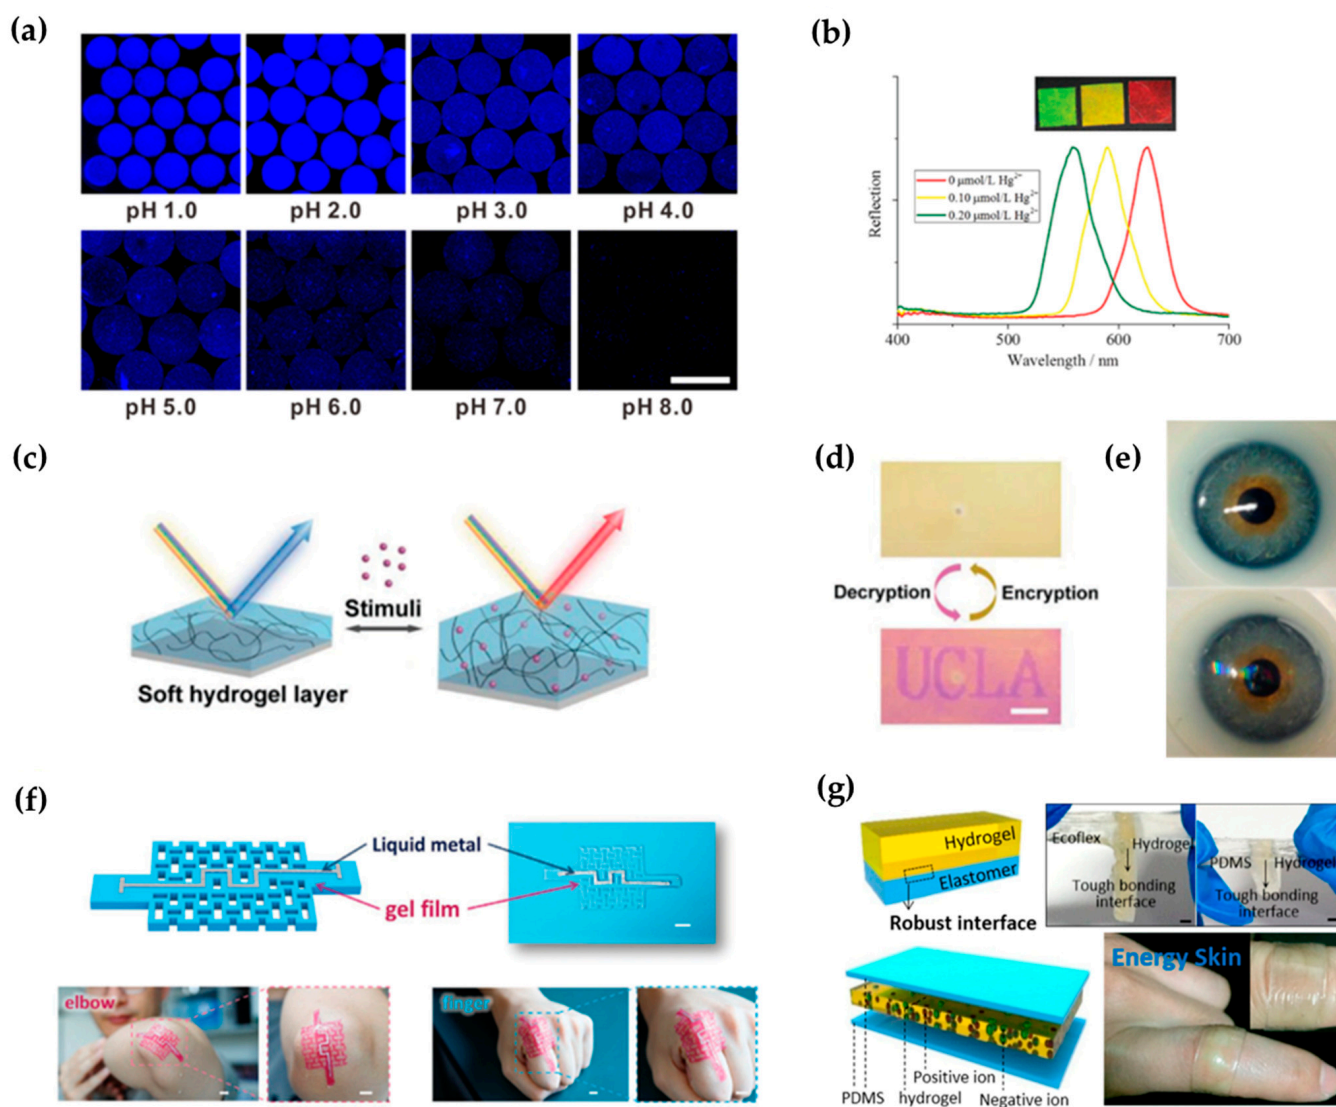 (a)
pH 1.0 pH 2.0 pH 3.0 pH 4.0
pH 5.0 pH 6.0 pH 7.0 pH 8.0
(b)
Reflection
0 μmol/L Hg²⁺
0.10 μmol/L Hg²⁺
0.20 μmol/L Hg²⁺
400 500 600 700
Wavelength / nm
(c)
Stimuli
Soft hydrogel layer
(d)
Decryption Encryption
UCLA
(e)
(f)
Liquid metal
gel film
elbow
finger
(g)
Hydrogel
Elastomer
Robust interface
Ecoflex Hydrogel
Tough bonding
interface
PDMS Hydrogel
Tough bonding
interface
Positive ion
PDMS hydrogel Negative ion
Energy Skin